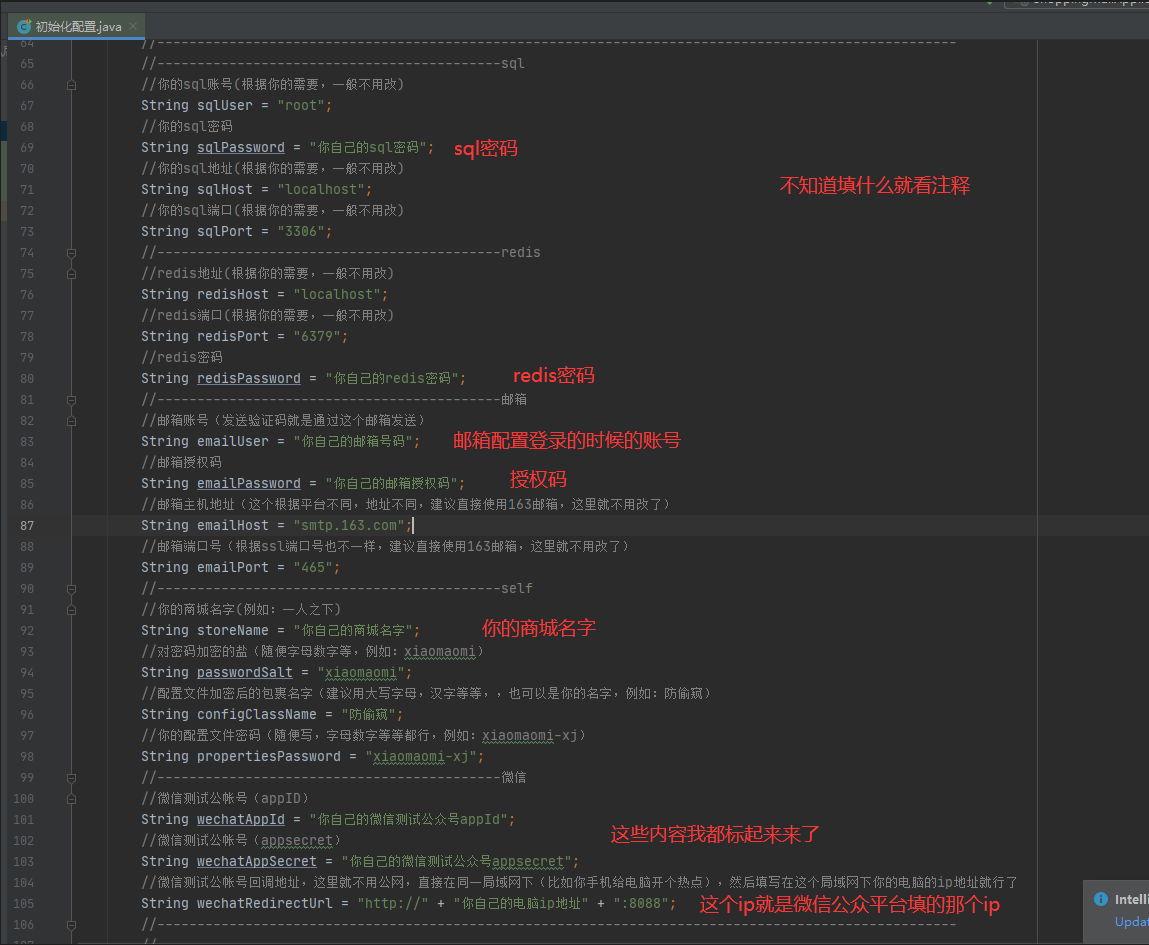 初始化配置.java
64 //----------------------------------------------------------------------------------------------------
65 //-------------------------------------------sql
66 //你的sql账号(根据你的需要，一般不用改)
67 String sqlUser = "root";
68 //你的sql密码
69 String sqlPassword = "你自己的sql密码"; sql密码
70 //你的sql地址(根据你的需要，一般不用改)
不知道填什么就看注释
71 String sqlHost = "localhost";
72 //你的sql端口(根据你的需要，一般不用改)
73 String sqlPort = "3306";
74 //-------------------------------------------redis
75 //redis地址(根据你的需要，一般不用改)
76 String redisHost = "localhost";
77 //redis端口(根据你的需要，一般不用改)
78 String redisPort = "6379";
79 //redis密码
80 String redisPassword = "你自己的redis密码"; redis密码
81 //-------------------------------------------邮箱
82 //邮箱账号（发送验证码就是通过这个邮箱发送）
83 String emailUser = "你自己的邮箱号码"; 邮箱配置登录的时候的账号
84 //邮箱授权码
85 String emailPassword = "你自己的邮箱授权码"; 授权码
86 //邮箱主机地址（这个根据平台不同，地址不同，建议直接使用163邮箱，这里就不用改了）
87 String emailHost = "smtp.163.com";
88 //邮箱端口号（根据ssl端口号也不一样，建议直接使用163邮箱，这里就不用改了）
89 String emailPort = "465";
90 //-------------------------------------------self
91 //你的商城名字(例如：一人之下)
92 String storeName = "你自己的商城名字"; 你的商城名字
93 //对密码加密的盐（随便字母数字等，例如：xiaomaomi）
94 String passwordSalt = "xiaomaomi";
95 //配置文件加密后的包裹名字（建议用大写字母，汉字等等，，也可以是你的名字，例如：防偷窥）
96 String configClassName = "防偷窥";
97 //你的配置文件密码（随便写，字母数字等等都行，例如：xiaomaomi-xj）
98 String propertiesPassword = "xiaomaomi-xj";
99 //-------------------------------------------微信
100 //微信测试公帐号（appID）
101 String wechatAppId = "你自己的微信测试公众号appId";
102 //微信测试公帐号（appsecret）
这些内容我都标起来来了
103 String wechatAppSecret = "你自己的微信测试公众号appsecret";
104 //微信测试公帐号回调地址，这里就不用公网，直接在同一局域网下（比如你手机给电脑开个热点），然后填写在这个局域网下你的电脑的ip地址就行了
105 String wechatRedirectUrl = "http://" + "你自己的电脑ip地址" + ":8088"; 这个ip就是微信公众平台填的那个ip
106 //----------------------------------------------------------------------------------------------------
Intelli
Updat